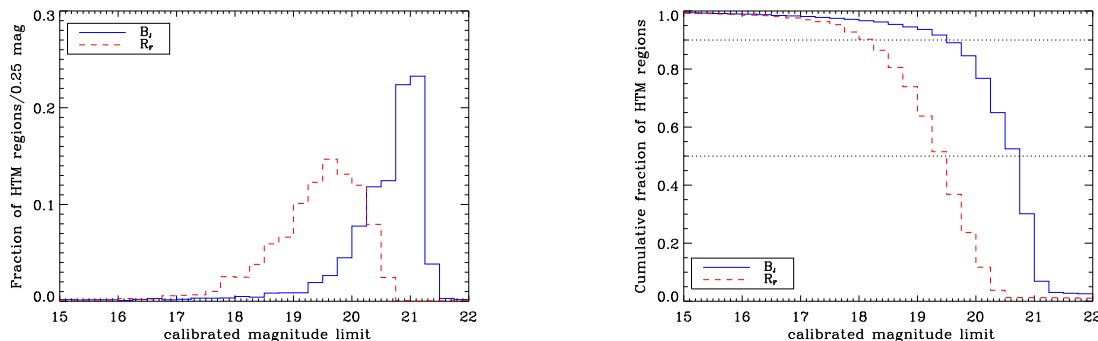 0.3
0.2
0.1
0.0
Fraction of HTM regions/0.25 mag
B_J
R_F
15 16 17 18 19 20 21 22
calibrated magnitude limit
1.0
0.8
0.6
0.4
0.2
0.0
Cumulative fraction of HTM regions
B_J
R_F
15 16 17 18 19 20 21 22
calibrated magnitude limit